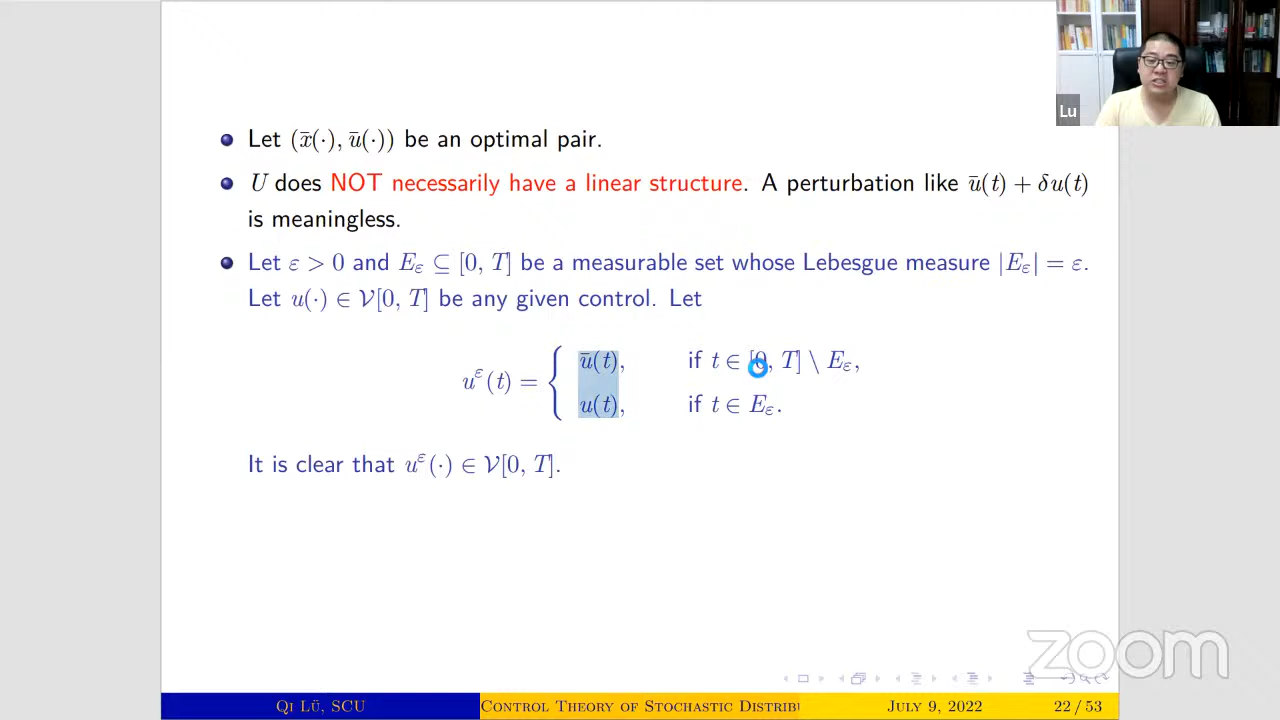 Lu
Let (x̄(·), ū(·)) be an optimal pair.
U does NOT necessarily have a linear structure. A perturbation like ū(t) + δu(t)
is meaningless.
Let ε > 0 and E_ε ⊆ [0, T] be a measurable set whose Lebesgue measure |E_ε| = ε.
Let u(·) ∈ 𝒱[0, T] be any given control. Let
u^ε(t) = { ū(t), if t ∈ [0, T] \ E_ε,
u(t), if t ∈ E_ε.
It is clear that u^ε(·) ∈ 𝒱[0, T].
zoom
Qi Lü, SCU Control Theory of Stochastic Distribu July 9, 2022 22 / 53